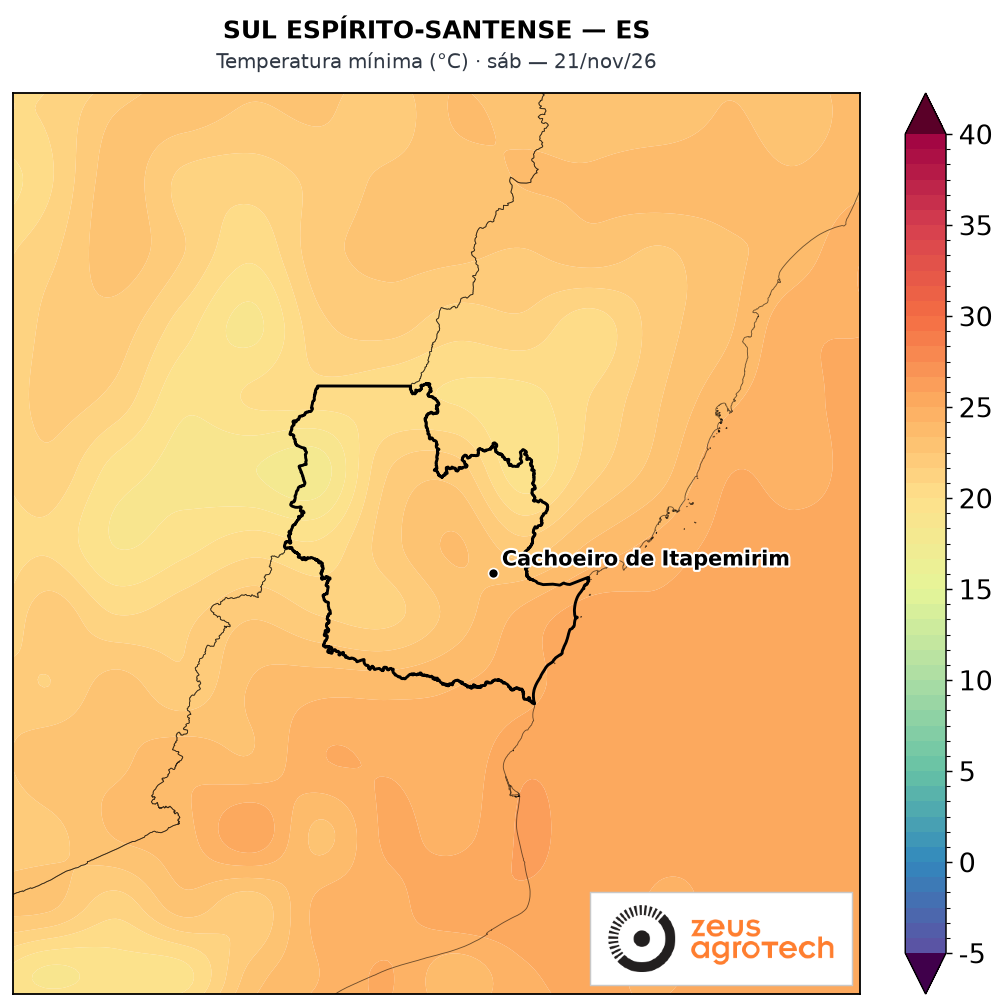 SUL ESPÍRITO-SANTENSE — ES
Temperatura mínima (°C) · sáb — 21/nov/26
40
35
30
25
20
15
10
5
0
-5
Cachoeiro de Itapemirim
zeus
agrotech